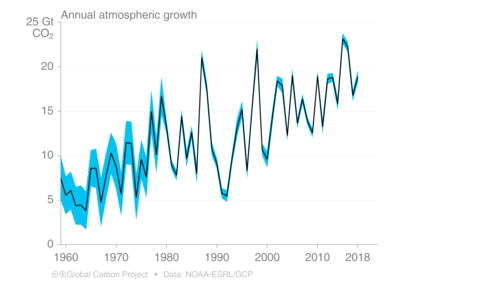 Annual atmospheric growth
25 Gt
CO₂
20
15
10
5
0
1960 1970 1980 1990 2000 2010 2018
Global Carbon Project • Data: NOAA-ESRL/GCP